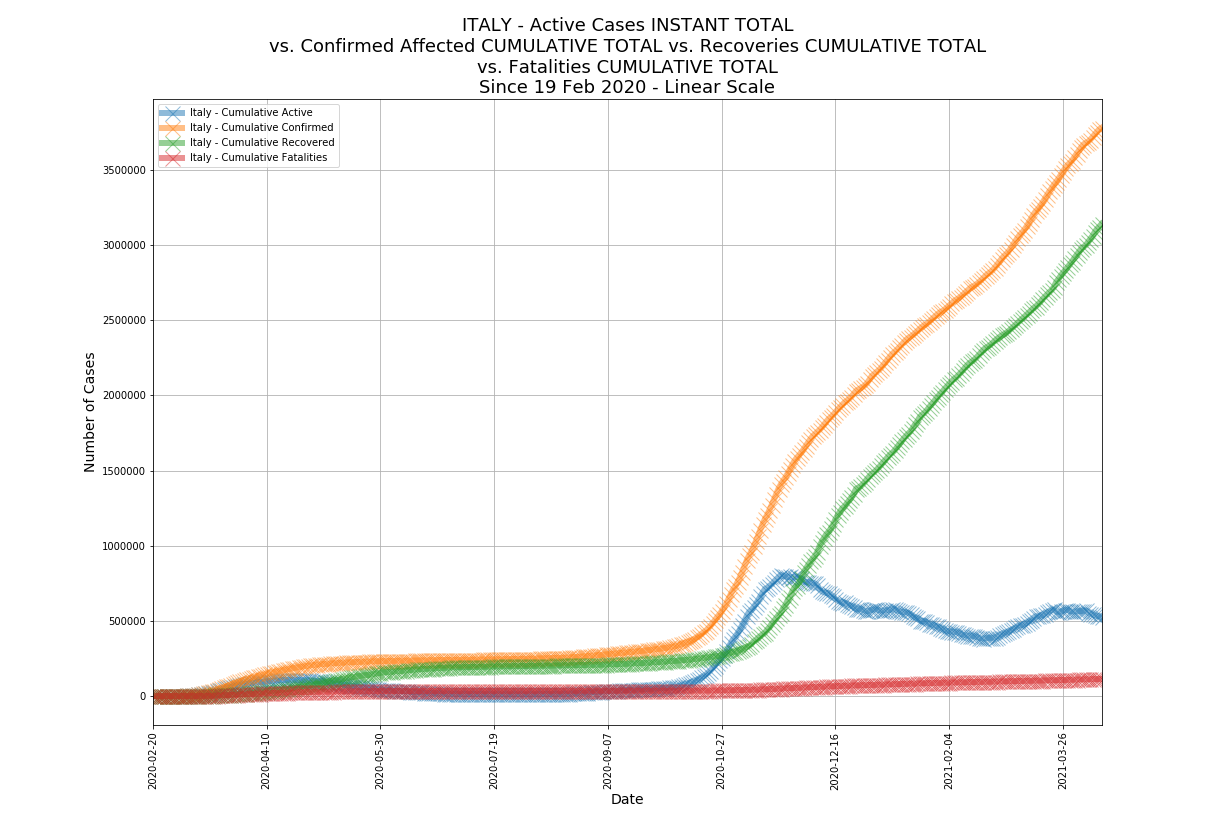 ITALY - Active Cases INSTANT TOTAL
vs. Confirmed Affected CUMULATIVE TOTAL vs. Recoveries CUMULATIVE TOTAL
vs. Fatalities CUMULATIVE TOTAL
Since 19 Feb 2020 - Linear Scale
Italy - Cumulative Active
Italy - Cumulative Confirmed
Italy - Cumulative Recovered
Italy - Cumulative Fatalities
Number of Cases
3500000
3000000
2500000
2000000
1500000
1000000
500000
0
2020-02-20
2020-04-10
2020-05-30
2020-07-19
2020-09-07
2020-10-27
2020-12-16
2021-02-04
2021-03-26
Date